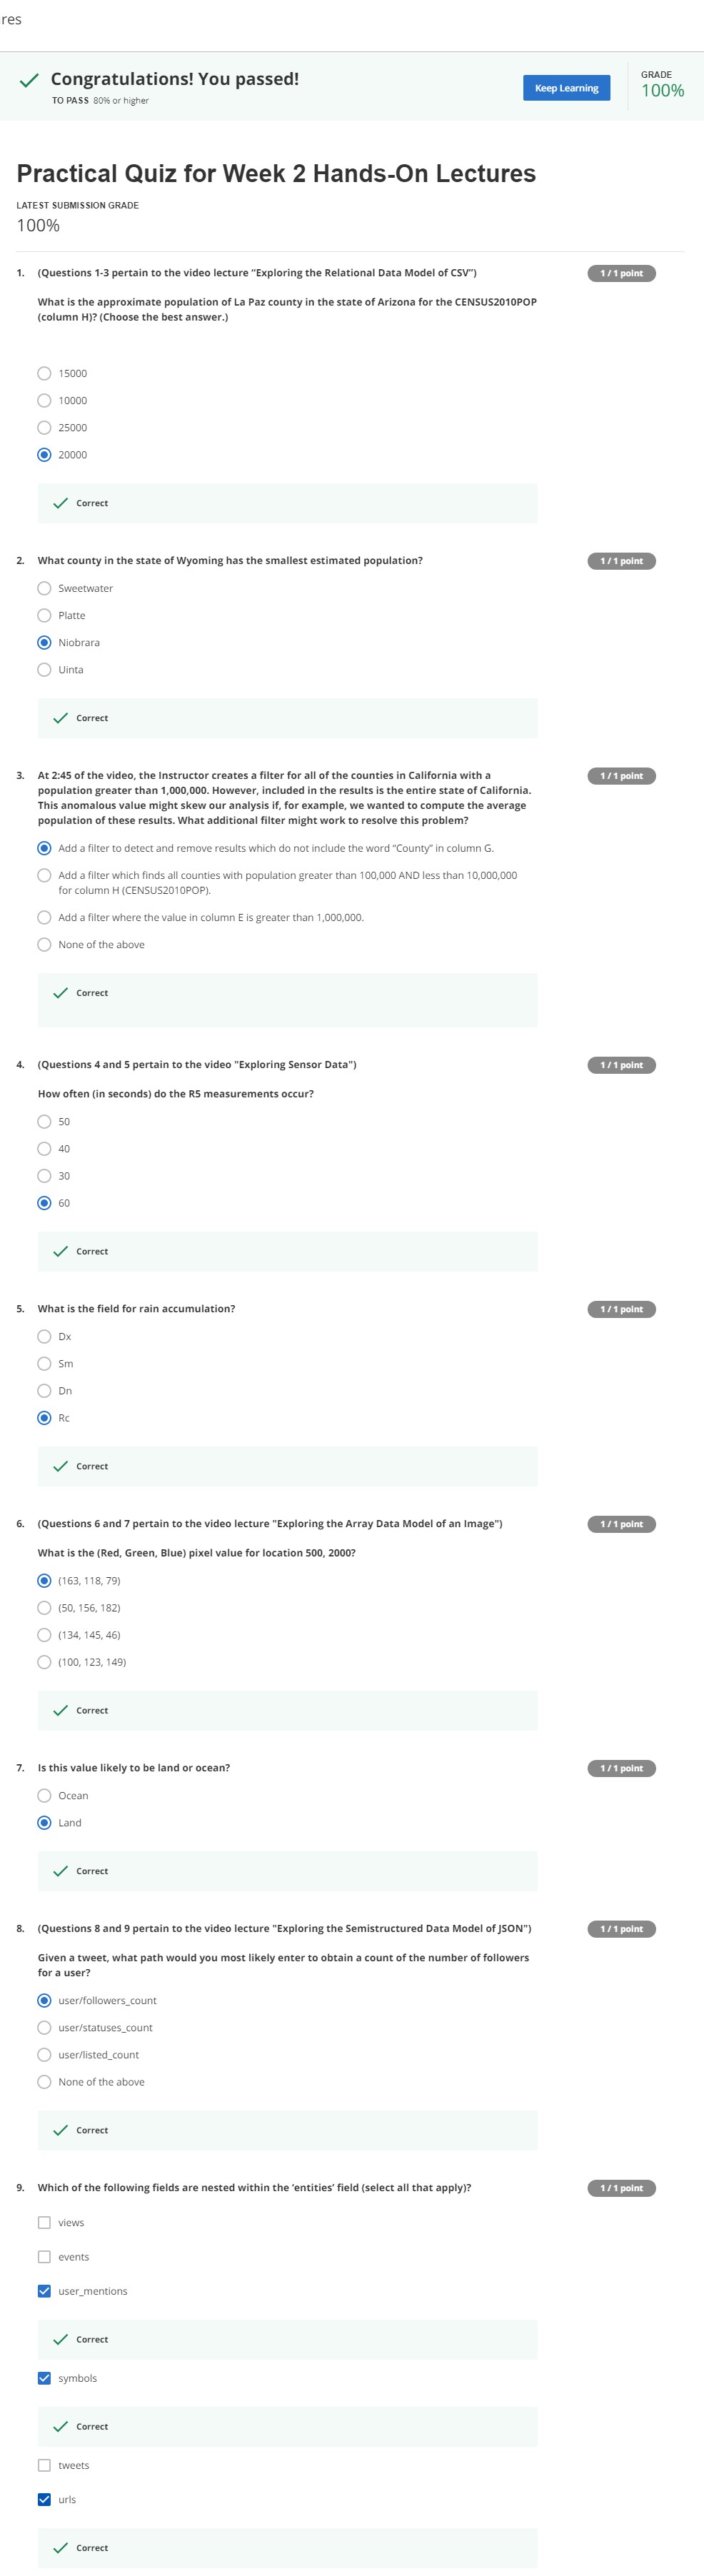 res
Congratulations! You passed!
TO PASS 80% or higher
Keep Learning
GRADE
100%
Practical Quiz for Week 2 Hands-On Lectures
LATEST SUBMISSION GRADE
100%
1. (Questions 1-3 pertain to the video lecture “Exploring the Relational Data Model of CSV”)
1 / 1 point
What is the approximate population of La Paz county in the state of Arizona for the CENSUS2010POP
(column H)? (Choose the best answer.)
15000
10000
25000
20000
Correct
2. What county in the state of Wyoming has the smallest estimated population?
1 / 1 point
Sweetwater
Platte
Niobrara
Uinta
Correct
3. At 2:45 of the video, the Instructor creates a filter for all of the counties in California with a
1 / 1 point
population greater than 1,000,000. However, included in the results is the entire state of California.
This anomalous value might skew our analysis if, for example, we wanted to compute the average
population of these results. What additional filter might work to resolve this problem?
Add a filter to detect and remove results which do not include the word “County” in column G.
Add a filter which finds all counties with population greater than 100,000 AND less than 10,000,000
for column H (CENSUS2010POP).
Add a filter where the value in column E is greater than 1,000,000.
None of the above
Correct
4. (Questions 4 and 5 pertain to the video "Exploring Sensor Data")
1 / 1 point
How often (in seconds) do the R5 measurements occur?
50
40
30
60
Correct
5. What is the field for rain accumulation?
1 / 1 point
Dx
Sm
Dn
Rc
Correct
6. (Questions 6 and 7 pertain to the video lecture "Exploring the Array Data Model of an Image")
1 / 1 point
What is the (Red, Green, Blue) pixel value for location 500, 2000?
(163, 118, 79)
(50, 156, 182)
(134, 145, 46)
(100, 123, 149)
Correct
7. Is this value likely to be land or ocean?
1 / 1 point
Ocean
Land
Correct
8. (Questions 8 and 9 pertain to the video lecture "Exploring the Semistructured Data Model of JSON")
1 / 1 point
Given a tweet, what path would you most likely enter to obtain a count of the number of followers
for a user?
user/followers_count
user/statuses_count
user/listed_count
None of the above
Correct
9. Which of the following fields are nested within the ‘entities’ field (select all that apply)?
1 / 1 point
views
events
user_mentions
Correct
symbols
Correct
tweets
urls
Correct